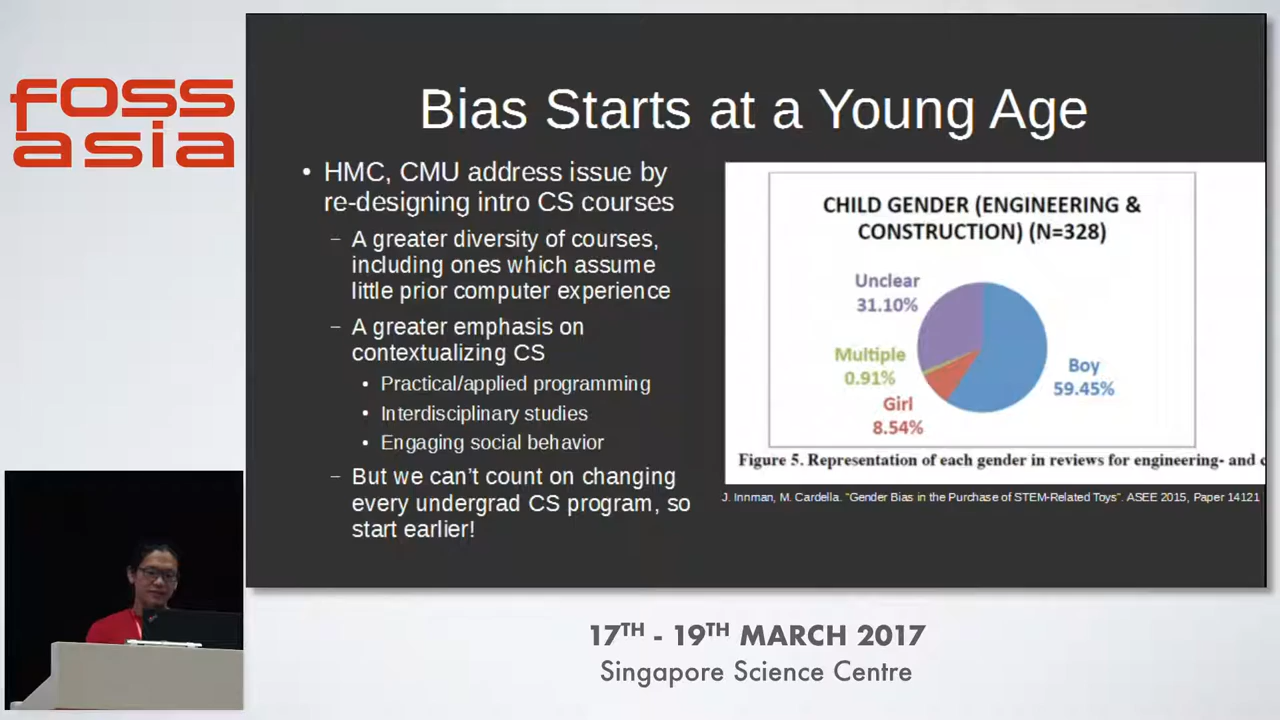 foss
asia
Bias Starts at a Young Age
• HMC, CMU address issue by
re-designing intro CS courses
– A greater diversity of courses,
including ones which assume
little prior computer experience
– A greater emphasis on
contextualizing CS
• Practical/applied programming
• Interdisciplinary studies
• Engaging social behavior
– But we can't count on changing
every undergrad CS program, so
start earlier!
CHILD GENDER (ENGINEERING &
CONSTRUCTION) (N=328)
Unclear
31.10%
Multiple
0.91%
Girl
8.54%
Boy
59.45%
Figure 5. Representation of each gender in reviews for engineering- and c
J. Innman, M. Cardella. "Gender Bias in the Purchase of STEM-Related Toys". ASEE 2015, Paper 14121
17TH - 19TH MARCH 2017
Singapore Science Centre